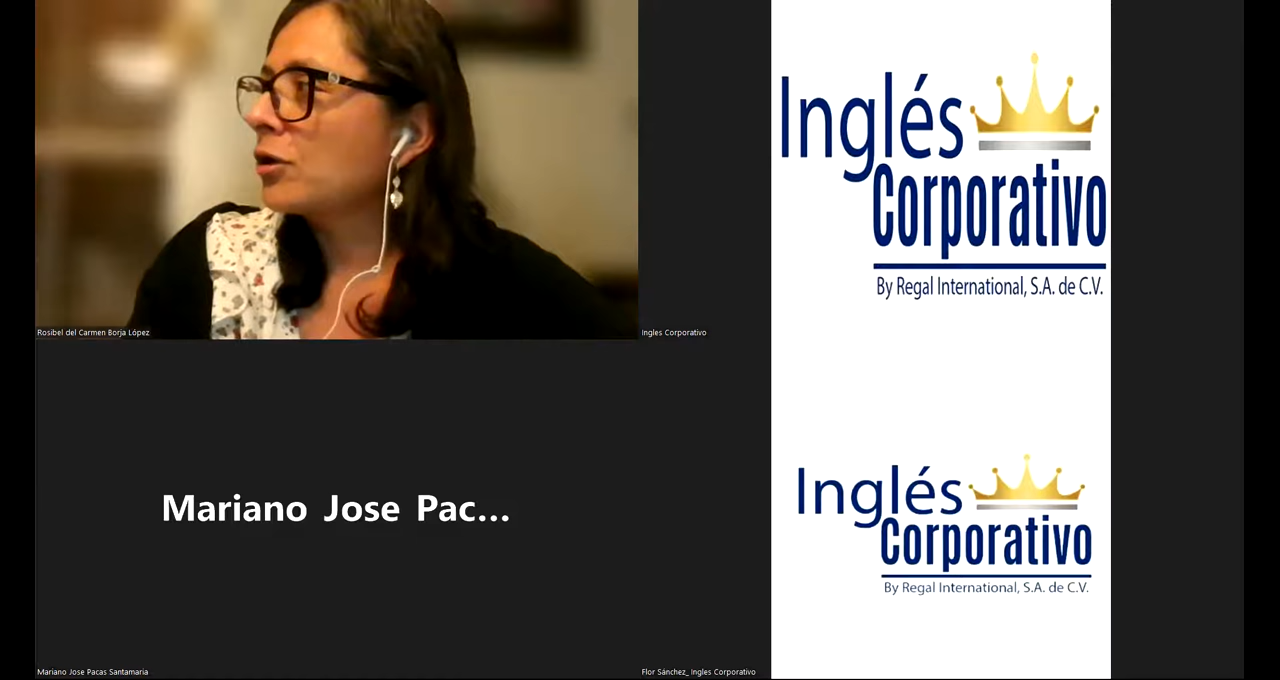 Inglés
Corporativo
By Regal International, S.A. de C.V.
Rosibel del Carmen Borja López
Ingles Corporativo
Mariano Jose Pac...
Inglés
Corporativo
By Regal International, S.A. de C.V.
Mariano Jose Pacas Santamaria
Flor Sánchez_ Ingles Corporativo